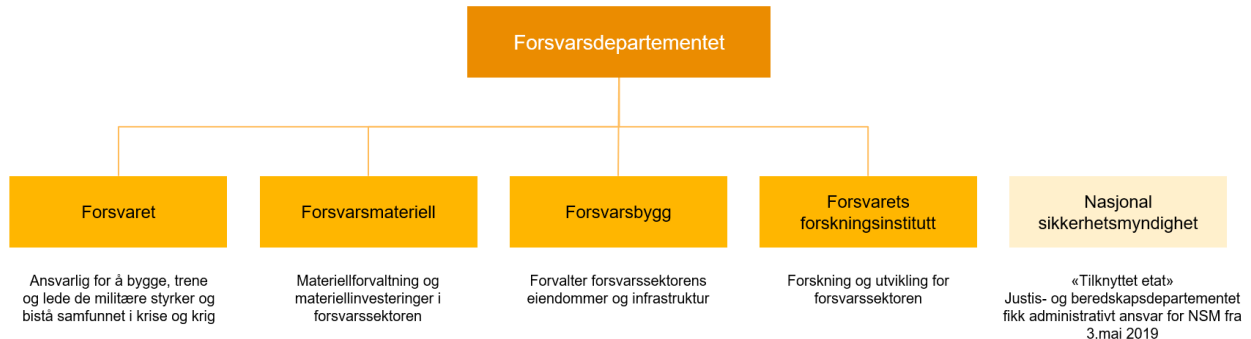 Forsvarsdepartementet
Forsvaret
Forsvarsmateriell
Forsvarsbygg
Forsvarets
forskningsinstitutt
Nasjonal
sikkerhetsmyndighet
Ansvarlig for å bygge, trene
og lede de militære styrker og
bistå samfunnet i krise og krig
Materiellforvaltning og
materiellinvesteringer i
forsvarssektoren
Forvalter forsvarssektorens
eiendommer og infrastruktur
Forskning og utvikling for
forsvarssektoren
«Tilknyttet etat»
Justis- og beredskapsdepartementet
fikk administrativt ansvar for NSM fra
3.mai 2019